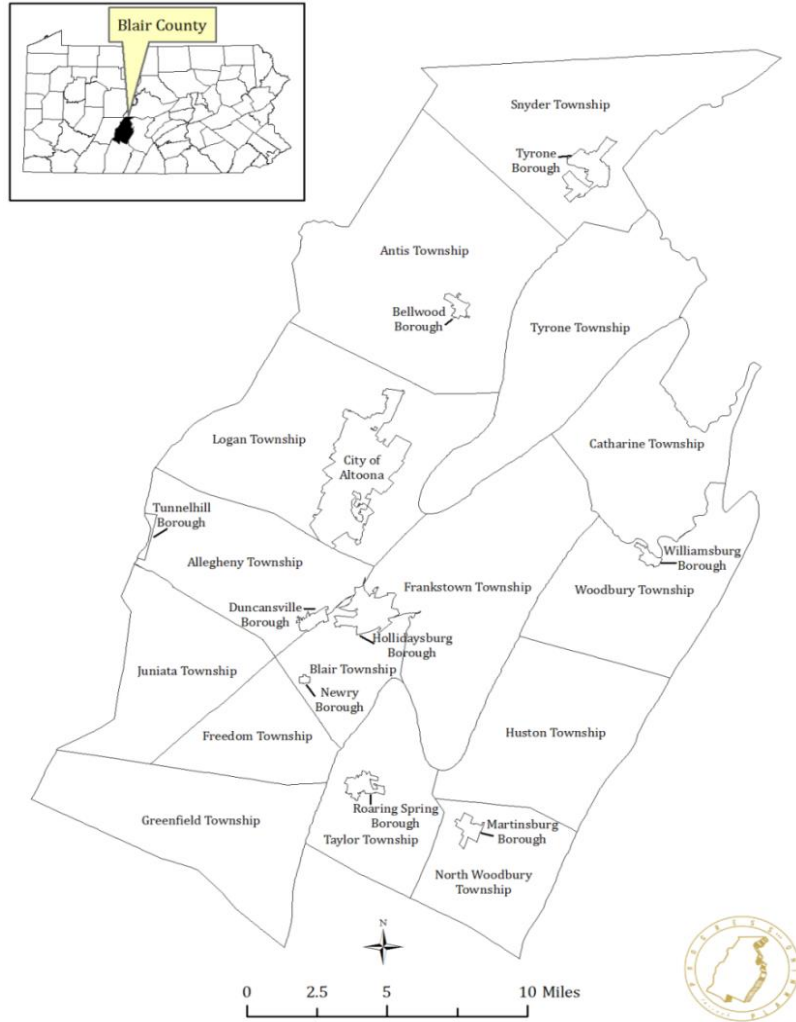 Blair County
Snyder Township
Tyrone
Borough
Antis Township
Bellwood
Borough
Tyrone Township
Logan Township
City of
Altoona
Catharine Township
Tunnelhill
Borough
Allegheny Township
Williamsburg
Borough
Frankstown Township
Woodbury Township
Duncansville
Borough
Hollidaysburg
Borough
Juniata Township
Blair Township
Newry
Borough
Freedom Township
Huston Township
Greenfield Township
Roaring Spring
Borough
Taylor Township
Martinsburg
Borough
North Woodbury
Township
N
0 2.5 5 10 Miles